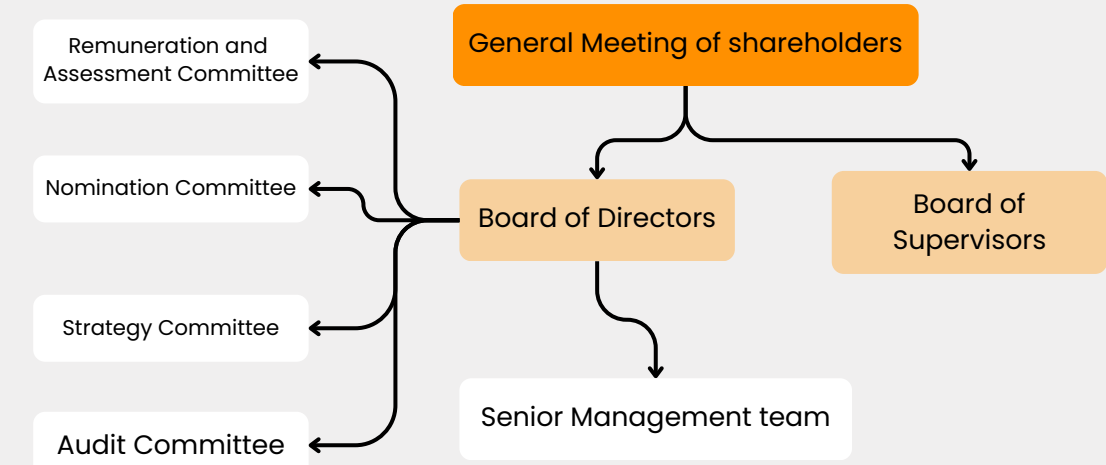 Remuneration and
Assessment Committee
General Meeting of shareholders
Nomination Committee
Board of Directors
Board of
Supervisors
Strategy Committee
Senior Management team
Audit Committee